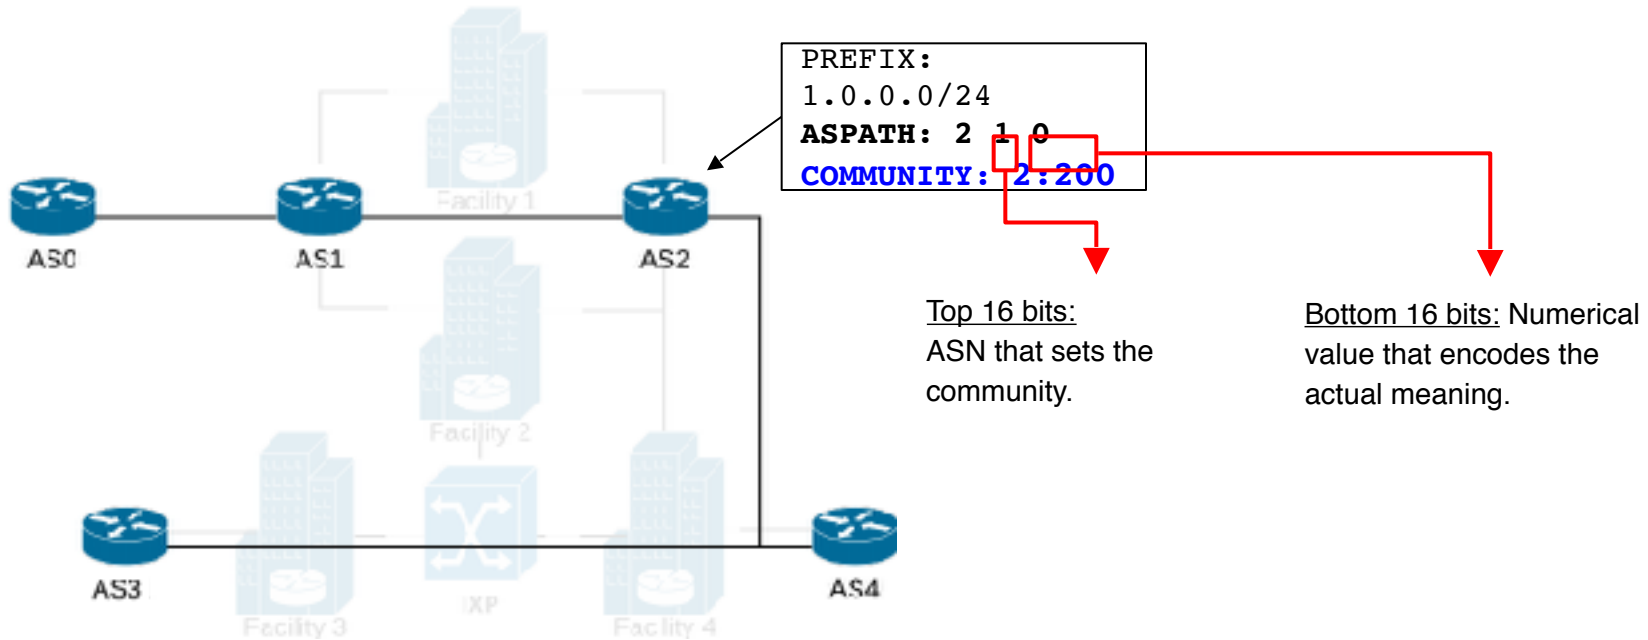 PREFIX:
1.0.0.0/24
ASPATH: 2 1 0
COMMUNITY: 2:200
Facility 1
AS0
AS1
AS2
Top 16 bits:
ASN that sets the
community.
Bottom 16 bits: Numerical
value that encodes the
actual meaning.
Facility 2
AS3
IXP
AS4
Facility 3
Facility 4